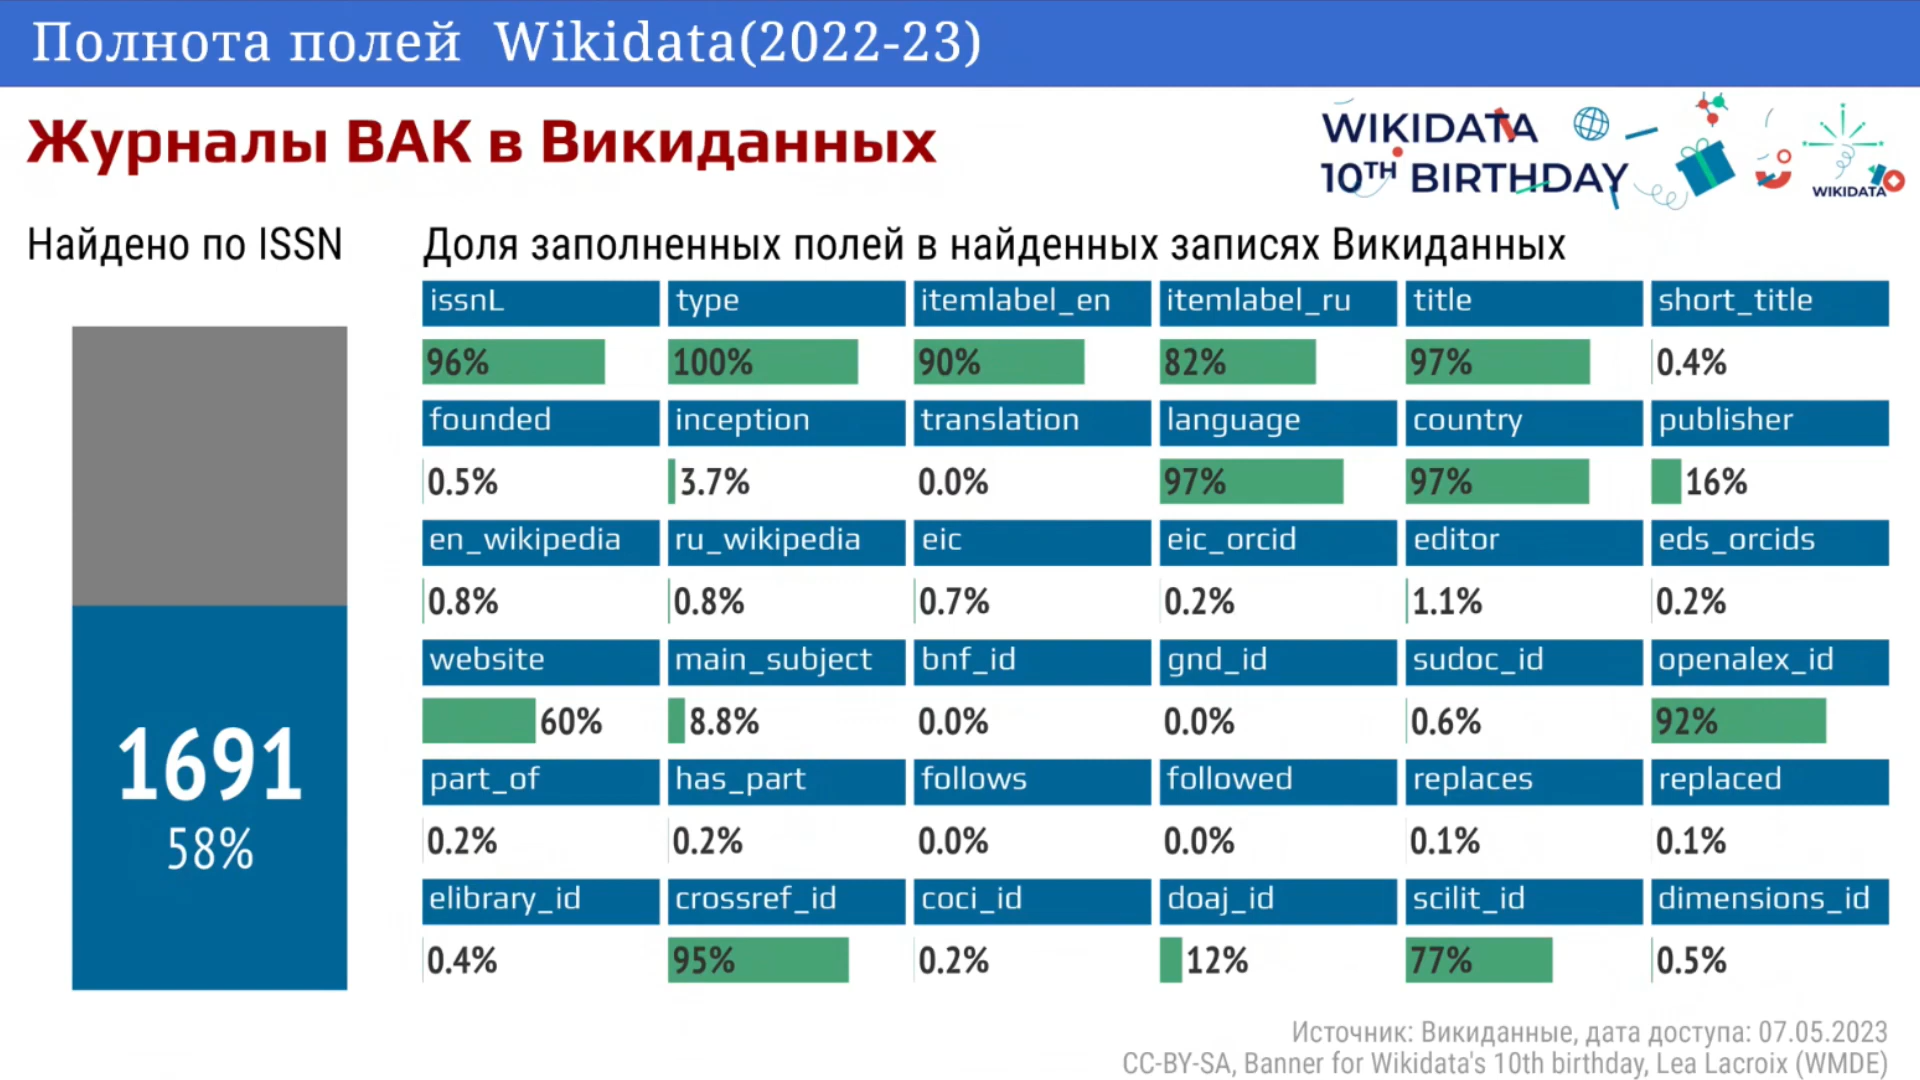 Полнота полей Wikidata(2022-23)
Журналы ВАК в Викиданных
WIKIDATA
10TH BIRTHDAY
WIKIDATA
Найдено по ISSN
Доля заполненных полей в найденных записях Викиданных
issnL type itemlabel_en itemlabel_ru title short_title
96% 100% 90% 82% 97% 0.4%
founded inception translation language country publisher
0.5% 3.7% 0.0% 97% 97% 16%
en_wikipedia ru_wikipedia eic eic_orcid editor eds_orcids
0.8% 0.8% 0.7% 0.2% 1.1% 0.2%
website main_subject bnf_id gnd_id sudoc_id openalex_id
60% 8.8% 0.0% 0.0% 0.6% 92%
part_of has_part follows followed replaces replaced
0.2% 0.2% 0.0% 0.0% 0.1% 0.1%
elibrary_id crossref_id coci_id doaj_id scilit_id dimensions_id
0.4% 95% 0.2% 12% 77% 0.5%
1691
58%
Источник: Викиданные, дата доступа: 07.05.2023
CC-BY-SA, Banner for Wikidata's 10th birthday, Lea Lacroix (WMDE)